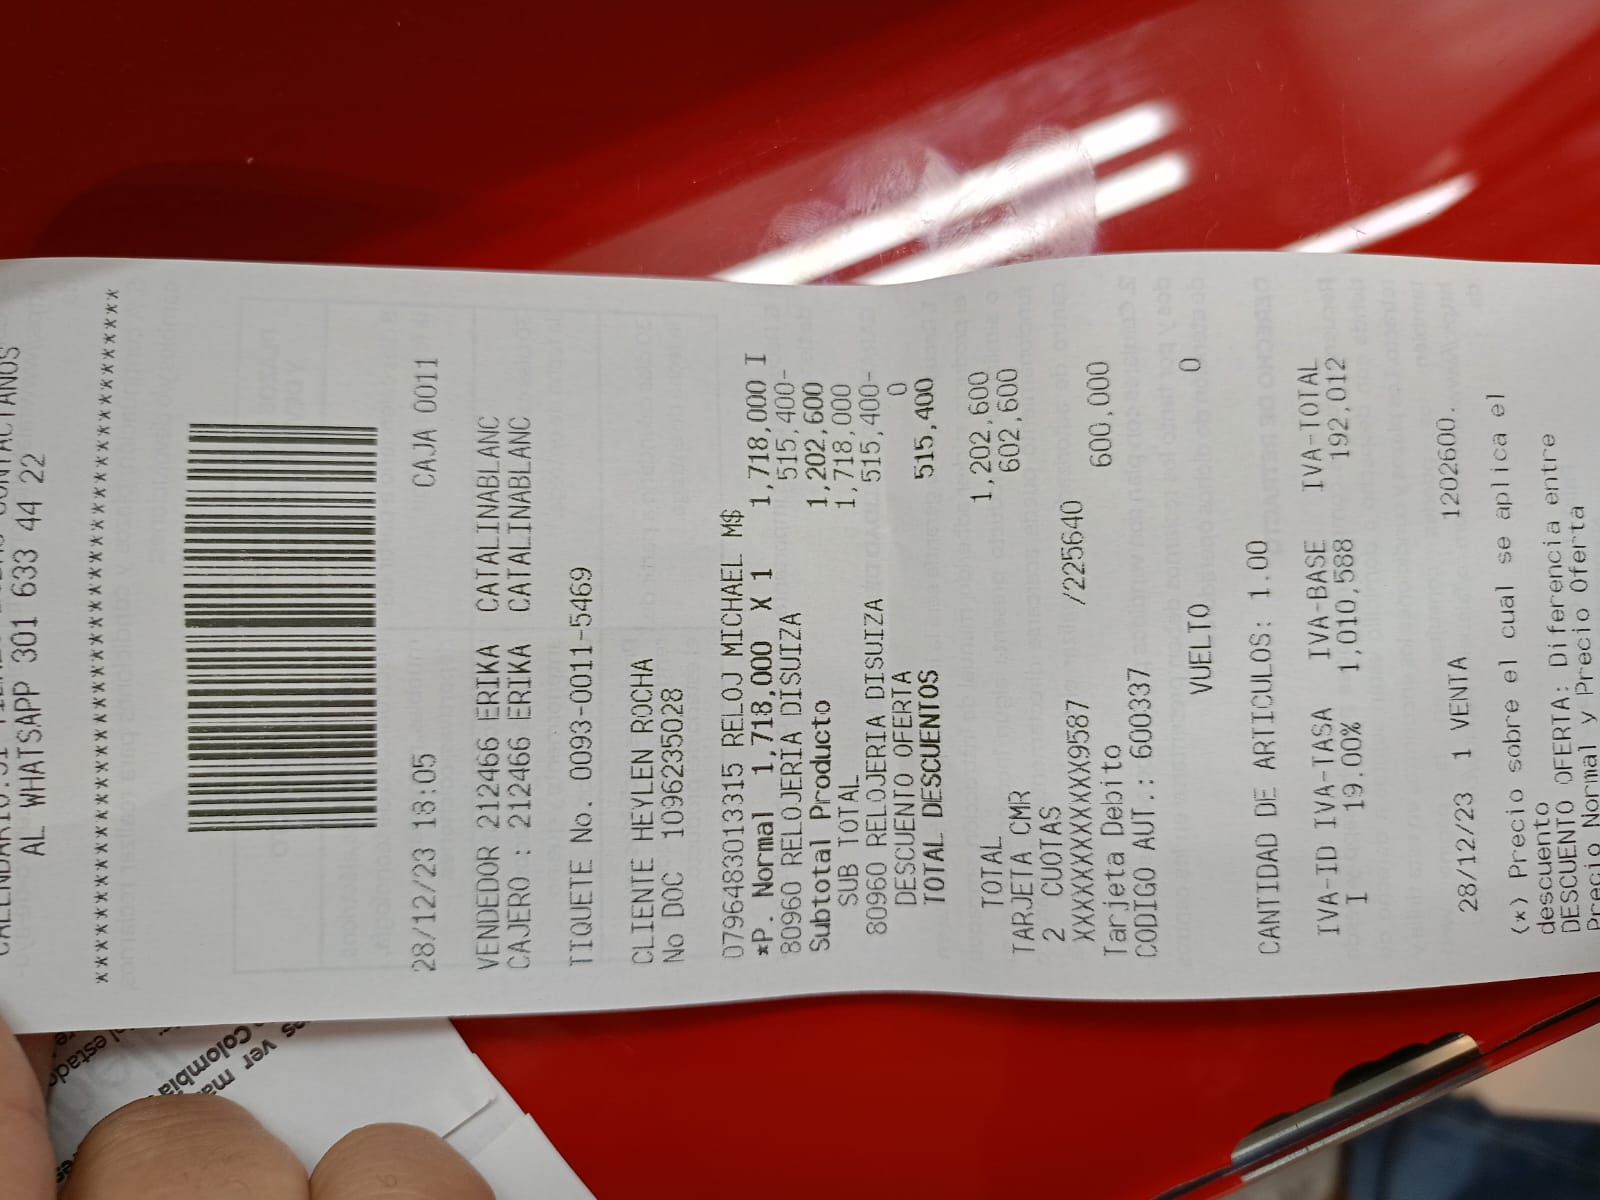 AL WHATSAPP 301 633 44 22
****************************************
28/12/23 18:05 CAJA 0011
VENDEDOR 212466 ERIKA CATALINABLANC
CAJERO : 212466 ERIKA CATALINABLANC
TIQUETE No. 0093-0011-5469
CLIENTE HEYLEN ROCHA
No DOC 1096235028
0796483013315 RELOJ MICHAEL M$
*P. Normal 1,718,000 X 1 1,718,000 I
80960 RELOJERIA DISUIZA 515,400-
Subtotal Producto 1,202,600
SUB TOTAL 1,718,000
80960 RELOJERIA DISUIZA 515,400-
DESCUENTO OFERTA 0
TOTAL DESCUENTOS 515,400
TOTAL 1,202,600
TARJETA CMR 602,600
2 CUOTAS
XXXXXXXXXXXX9587 /225640
Tarjeta Debito 600,000
CODIGO AUT.: 600337
VUELTO 0
CANTIDAD DE ARTICULOS: 1.00
IVA-ID IVA-TASA IVA-BASE IVA-TOTAL
I 19.00% 1,010,588 192,012
28/12/23 1 VENTA 1202600.
(*) Precio sobre el cual se aplica el
descuento
DESCUENTO OFERTA: Diferencia entre
Precio Normal y Precio Oferta